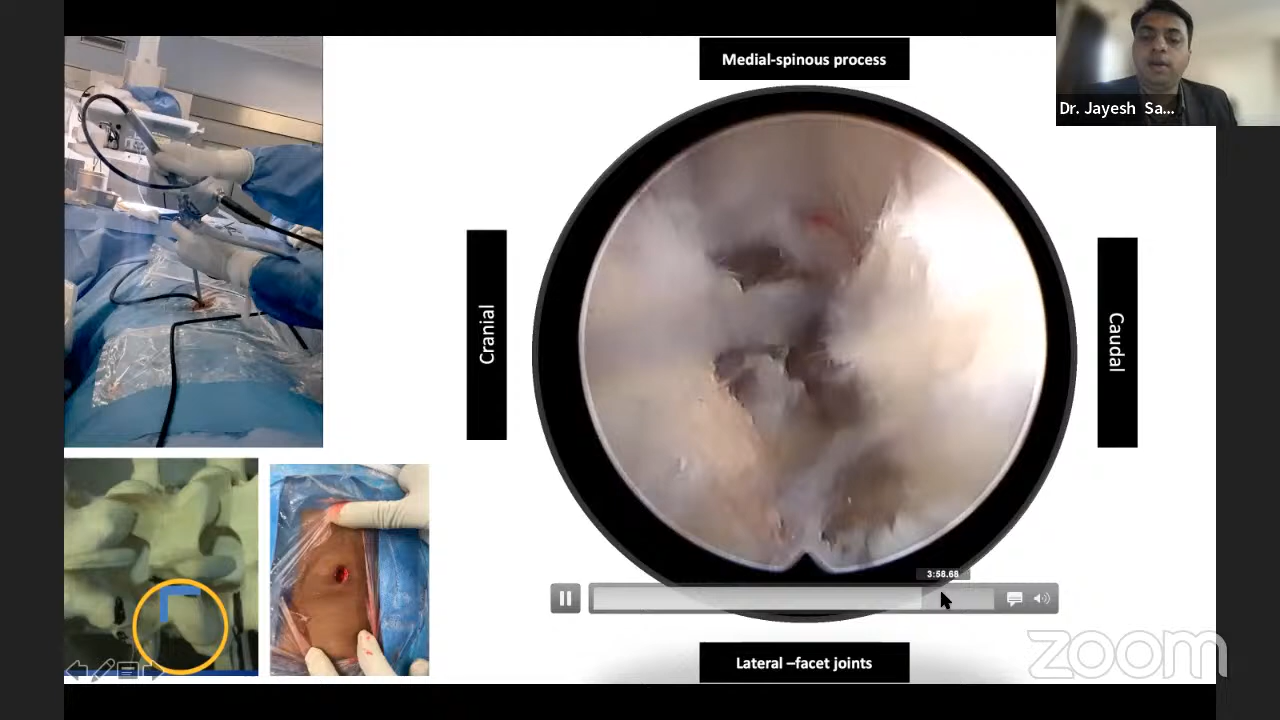 Medial-spinous process
Dr. Jayesh Sa...
Cranial
Caudal
3:58.68
Lateral –facet joints
zoom